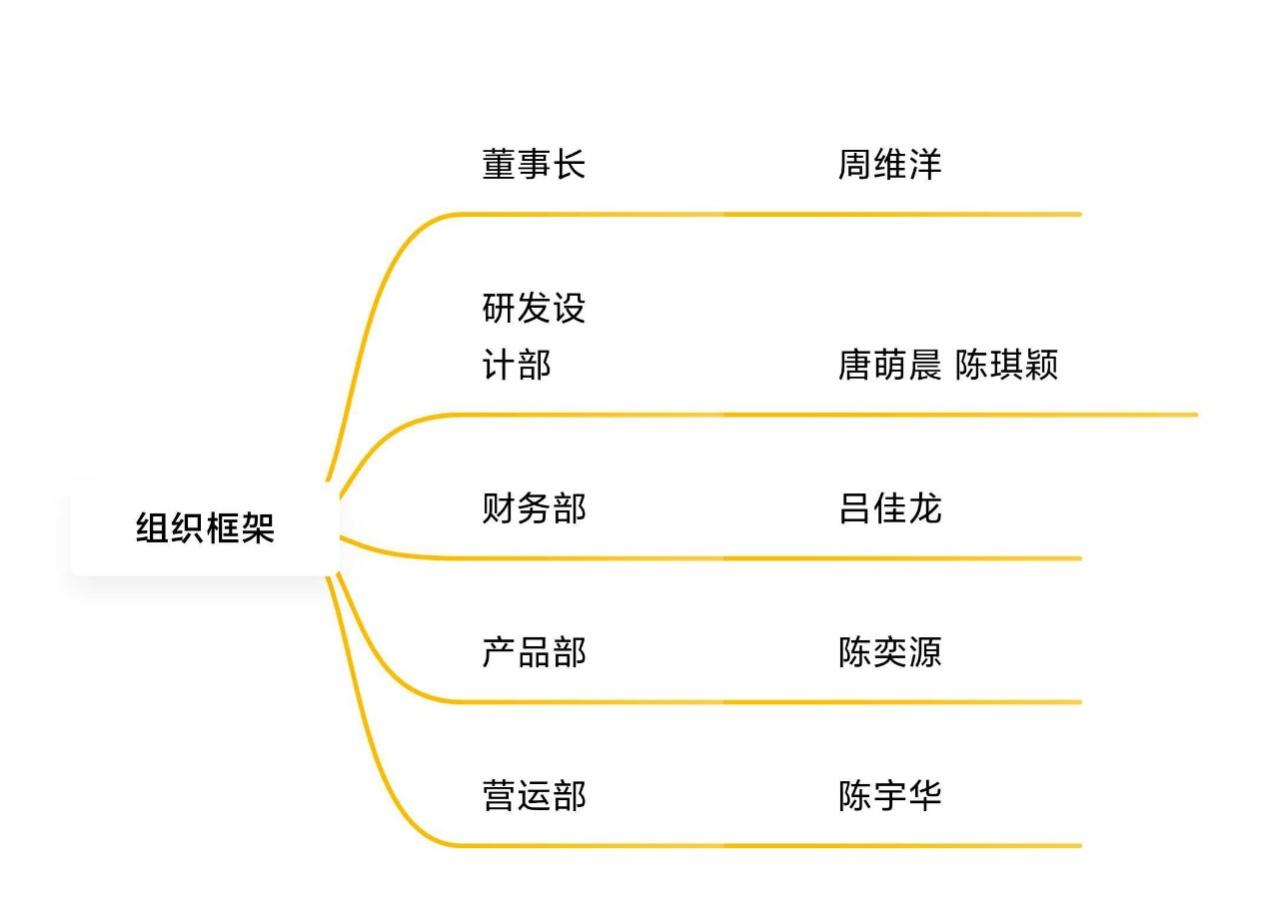 董事长
周维洋
研发设
计部
唐萌晨 陈琪颖
财务部
吕佳龙
组织框架
产品部
陈奕源
营运部
陈宇华